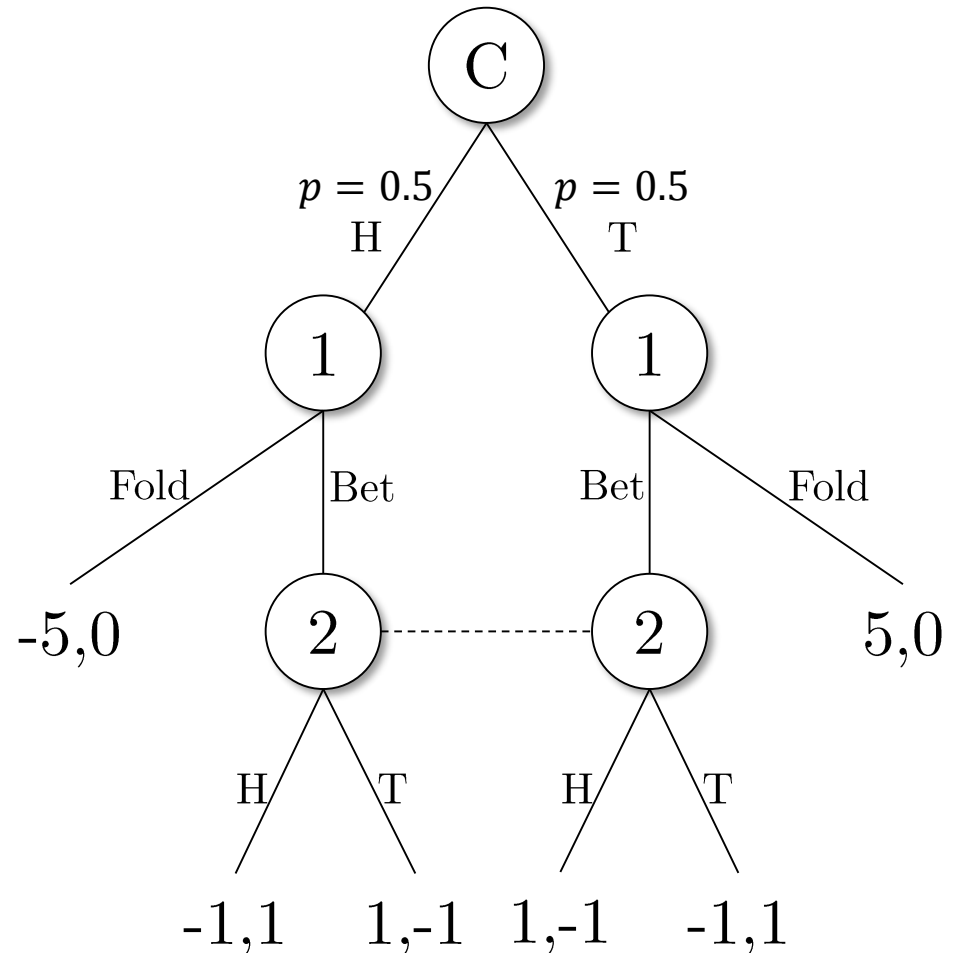 C
p = 0.5 p = 0.5
H T
1 1
Fold Bet Bet Fold
-5,0 2 2 5,0
H T H T
-1,1 1,-1 1,-1 -1,1